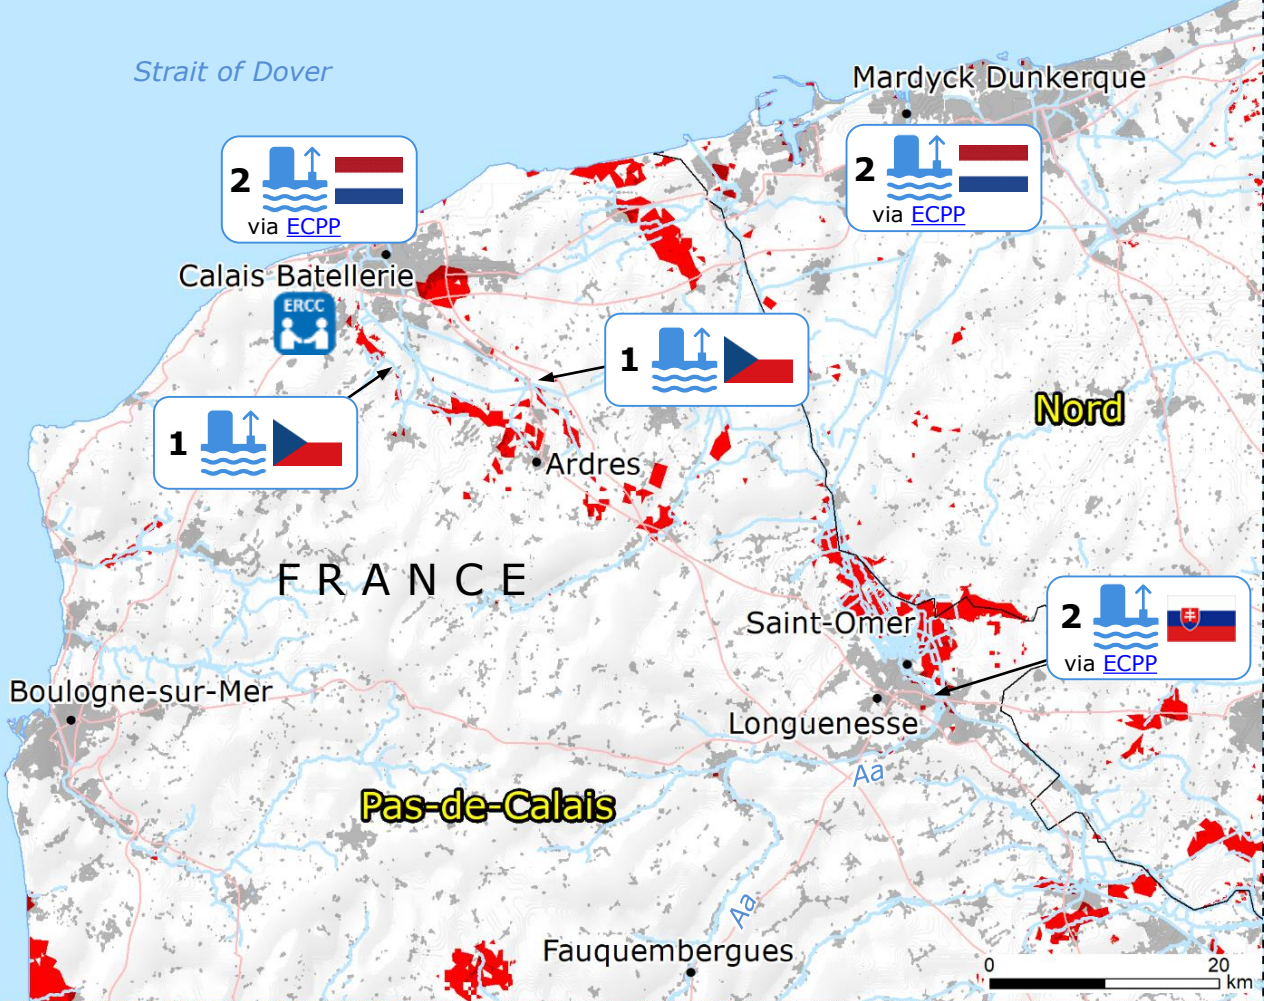 Strait of Dover
Mardyck Dunkerque
2
via ECPP
2
via ECPP
Calais Batellerie
ERCC
1
1
Nord
Ardres
FRANCE
2
via ECPP
Saint-Omer
Boulogne-sur-Mer
Longuenesse
Aa
Pas-de-Calais
Aa
Fauquembergues
0 20
km